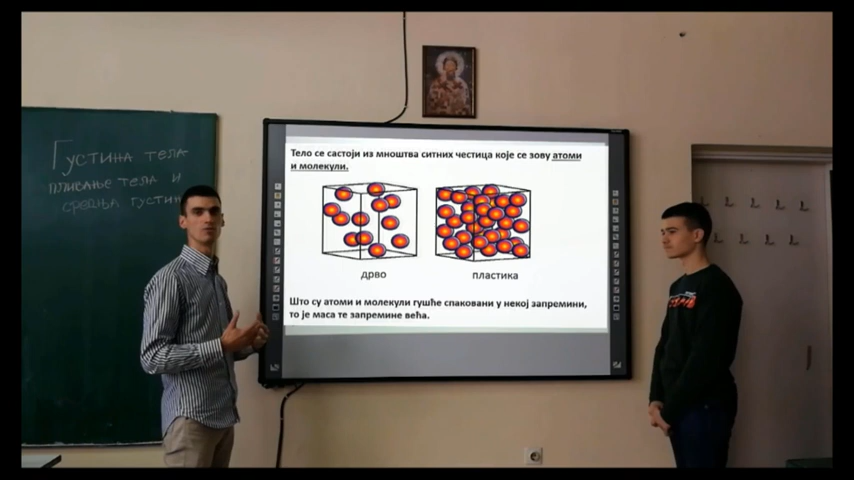 Густина тела
пливање тела и
средња густин
Тело се састоји из мноштва ситних честица које се зову атоми
и молекули.
дрво
пластика
Што су атоми и молекули гушће спаковани у некој запремини,
то је маса те запремине већа.